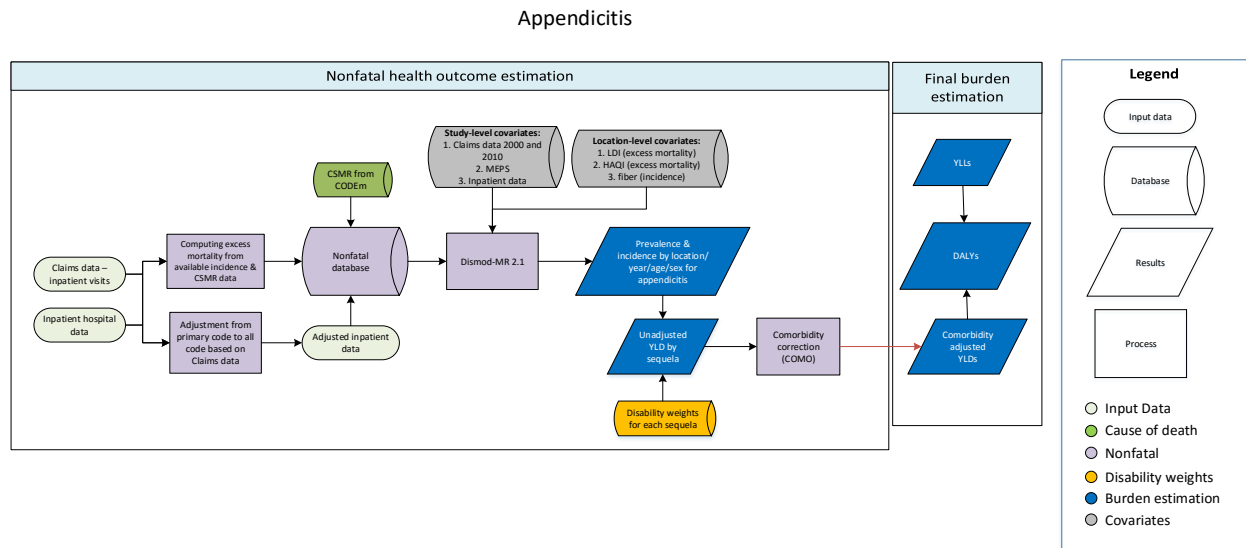 Appendicitis
Nonfatal health outcome estimation
Final burden
estimation
Legend
Study-level covariates:
1. Claims data 2000 and
2010
2. MEPS
3. Inpatient data
Location-level covariates:
1. LDI (excess mortality)
2. HAQI (excess mortality)
3. fiber (incidence)
CSMR from
CODEm
Claims data –
inpatient visits
Inpatient hospital
data
Computing excess
mortality from
available incidence &
CSMR data
Adjustment from
primary code to all
code based on
Claims data
Nonfatal
database
Adjusted inpatient
data
Dismod-MR 2.1
Prevalence &
incidence by location/
year/age/sex for
appendicitis
Unadjusted
YLD by
sequela
Disability weights
for each sequela
Comorbidity
correction
(COMO)
YLLs
DALYs
Comorbidity
adjusted
YLDs
Input data
Database
Results
Process
Input Data
Cause of death
Nonfatal
Disability weights
Burden estimation
Covariates